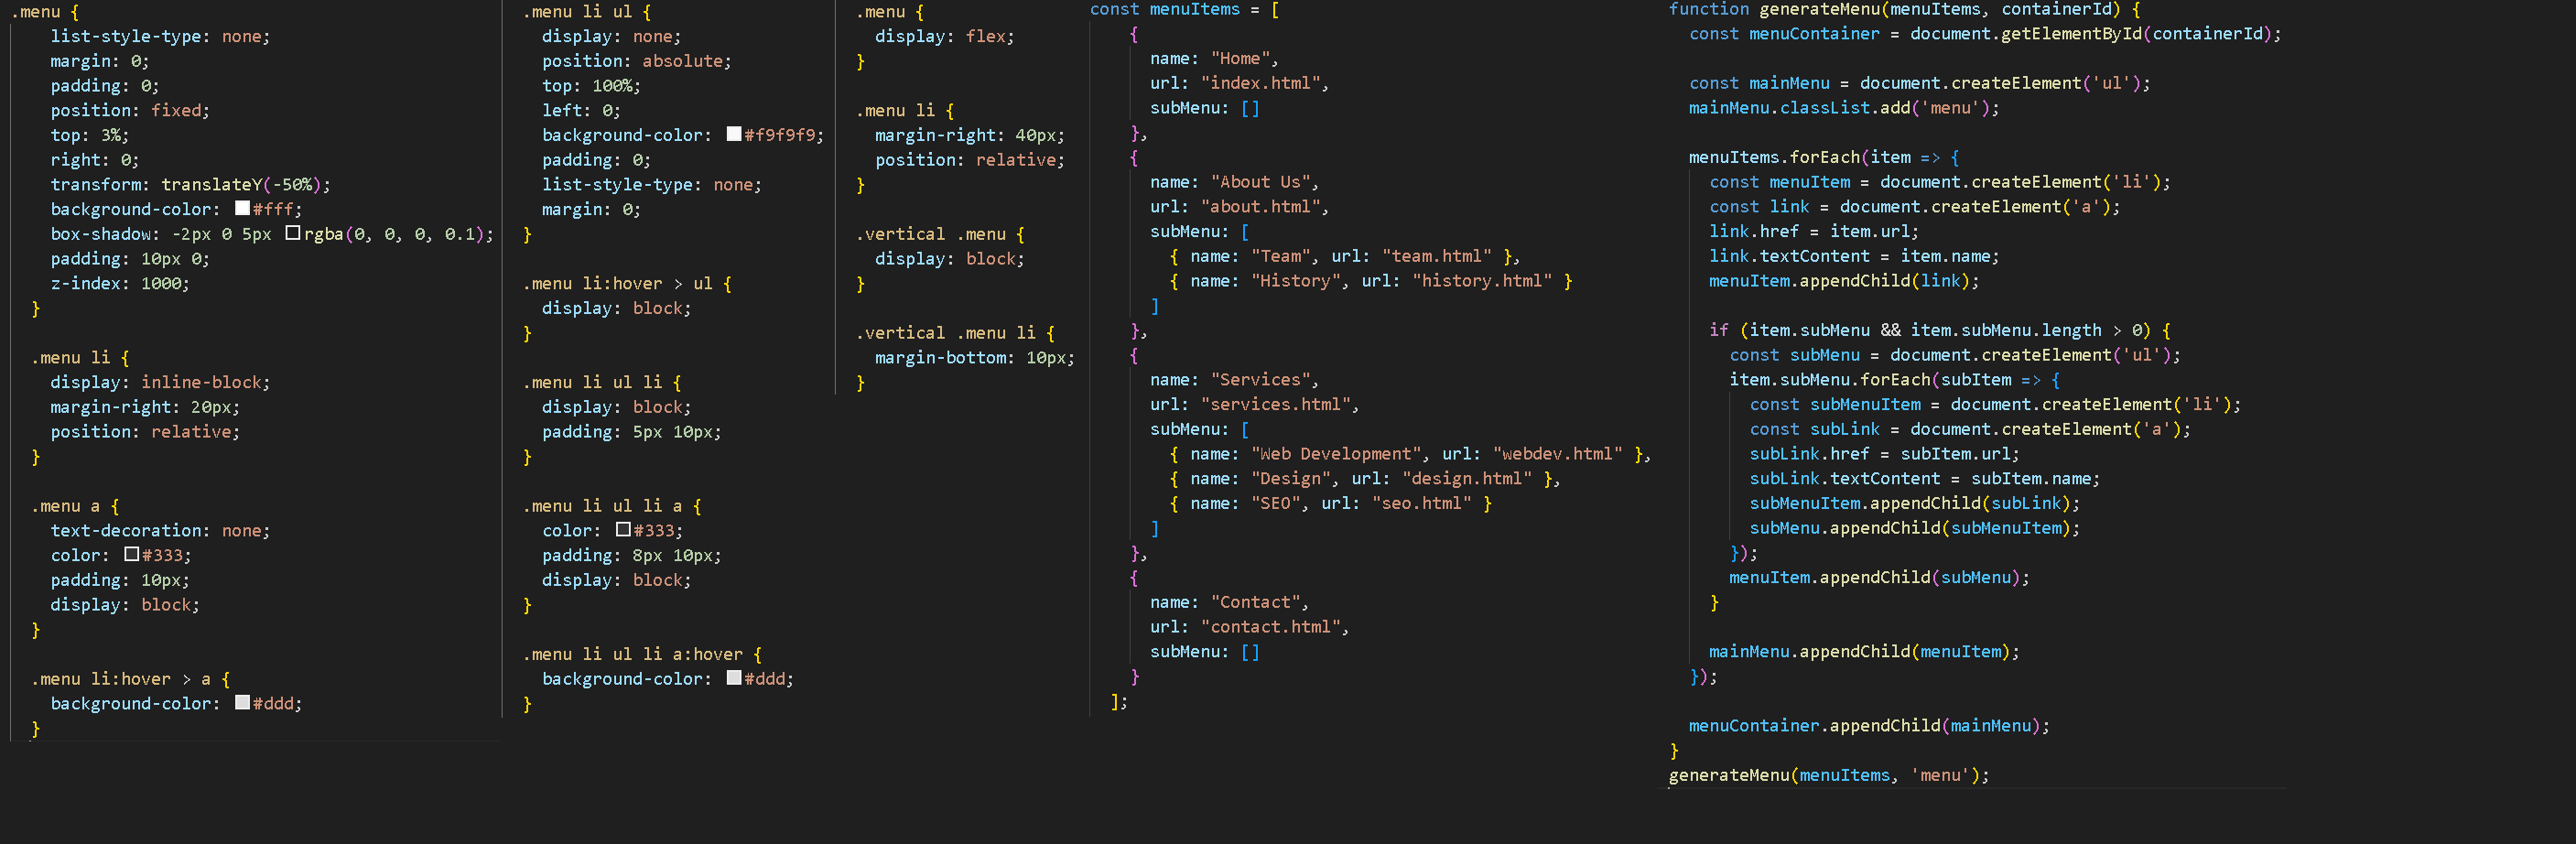 .menu {
list-style-type: none;
margin: 0;
padding: 0;
position: fixed;
top: 3%;
right: 0;
transform: translateY(-50%);
background-color: #fff;
box-shadow: -2px 0 5px rgba(0, 0, 0, 0.1);
padding: 10px 0;
z-index: 1000;
}
.menu li {
display: inline-block;
margin-right: 20px;
position: relative;
}
.menu a {
text-decoration: none;
color: #333;
padding: 10px;
display: block;
}
.menu li:hover > a {
background-color: #ddd;
}
.menu li ul {
display: none;
position: absolute;
top: 100%;
left: 0;
background-color: #f9f9f9;
padding: 0;
list-style-type: none;
margin: 0;
}
.menu li:hover > ul {
display: block;
}
.menu li ul li {
display: block;
padding: 5px 10px;
}
.menu li ul li a {
color: #333;
padding: 8px 10px;
display: block;
}
.menu li ul li a:hover {
background-color: #ddd;
}
.menu {
display: flex;
}
.menu li {
margin-right: 40px;
position: relative;
}
.vertical .menu {
display: block;
}
.vertical .menu li {
margin-bottom: 10px;
}
const menuItems = [
{
name: "Home",
url: "index.html",
subMenu: []
},
{
name: "About Us",
url: "about.html",
subMenu: [
{ name: "Team", url: "team.html" },
{ name: "History", url: "history.html" }
]
},
{
name: "Services",
url: "services.html",
subMenu: [
{ name: "Web Development", url: "webdev.html" },
{ name: "Design", url: "design.html" },
{ name: "SEO", url: "seo.html" }
]
},
{
name: "Contact",
url: "contact.html",
subMenu: []
}
];
function generateMenu(menuItems, containerId) {
const menuContainer = document.getElementById(containerId);
const mainMenu = document.createElement('ul');
mainMenu.classList.add('menu');
menuItems.forEach(item => {
const menuItem = document.createElement('li');
const link = document.createElement('a');
link.href = item.url;
link.textContent = item.name;
menuItem.appendChild(link);
if (item.subMenu && item.subMenu.length > 0) {
const subMenu = document.createElement('ul');
item.subMenu.forEach(subItem => {
const subMenuItem = document.createElement('li');
const subLink = document.createElement('a');
subLink.href = subItem.url;
subLink.textContent = subItem.name;
subMenuItem.appendChild(subLink);
subMenu.appendChild(subMenuItem);
});
menuItem.appendChild(subMenu);
}
mainMenu.appendChild(menuItem);
});
menuContainer.appendChild(mainMenu);
}
generateMenu(menuItems, 'menu');